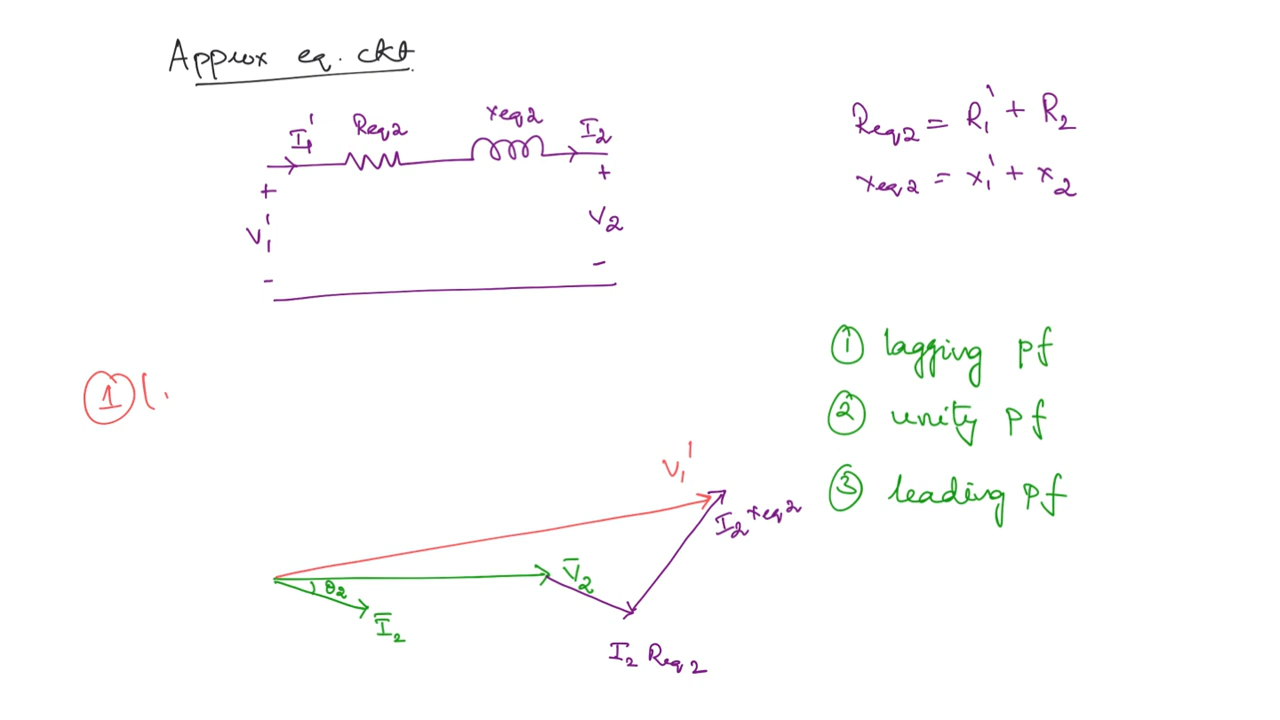 Approx eq. ckt
I₁' Req2 xeq2 I2
+ +
V₁' V2
- -
Req2 = R₁' + R2
xeq2 = x₁' + x2
① lagging pf
② unity pf
③ leading pf
① (.
V₁'
I2 xeq2
V̄2
θ2
Ī2
I2 Req2